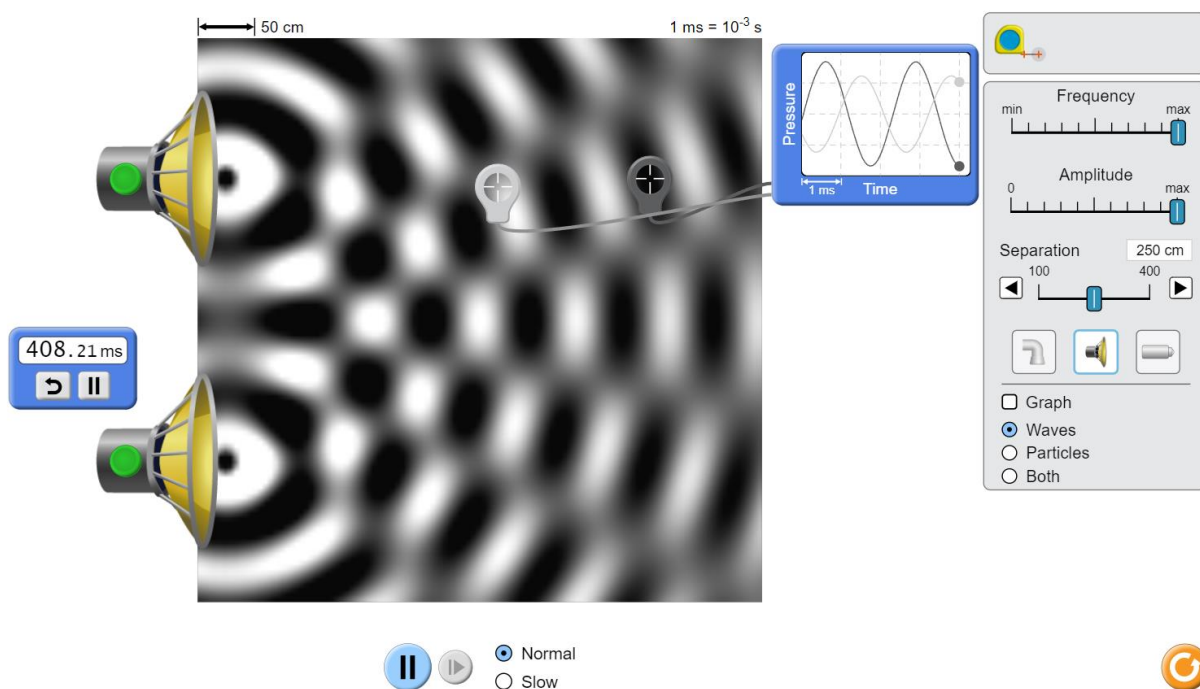 50 cm
1 ms = 10⁻³ s
Pressure
1 ms
Time
408.21 ms
Frequency
min max
Amplitude
0 max
Separation 250 cm
100 400
Graph
Waves
Particles
Both
Normal
Slow